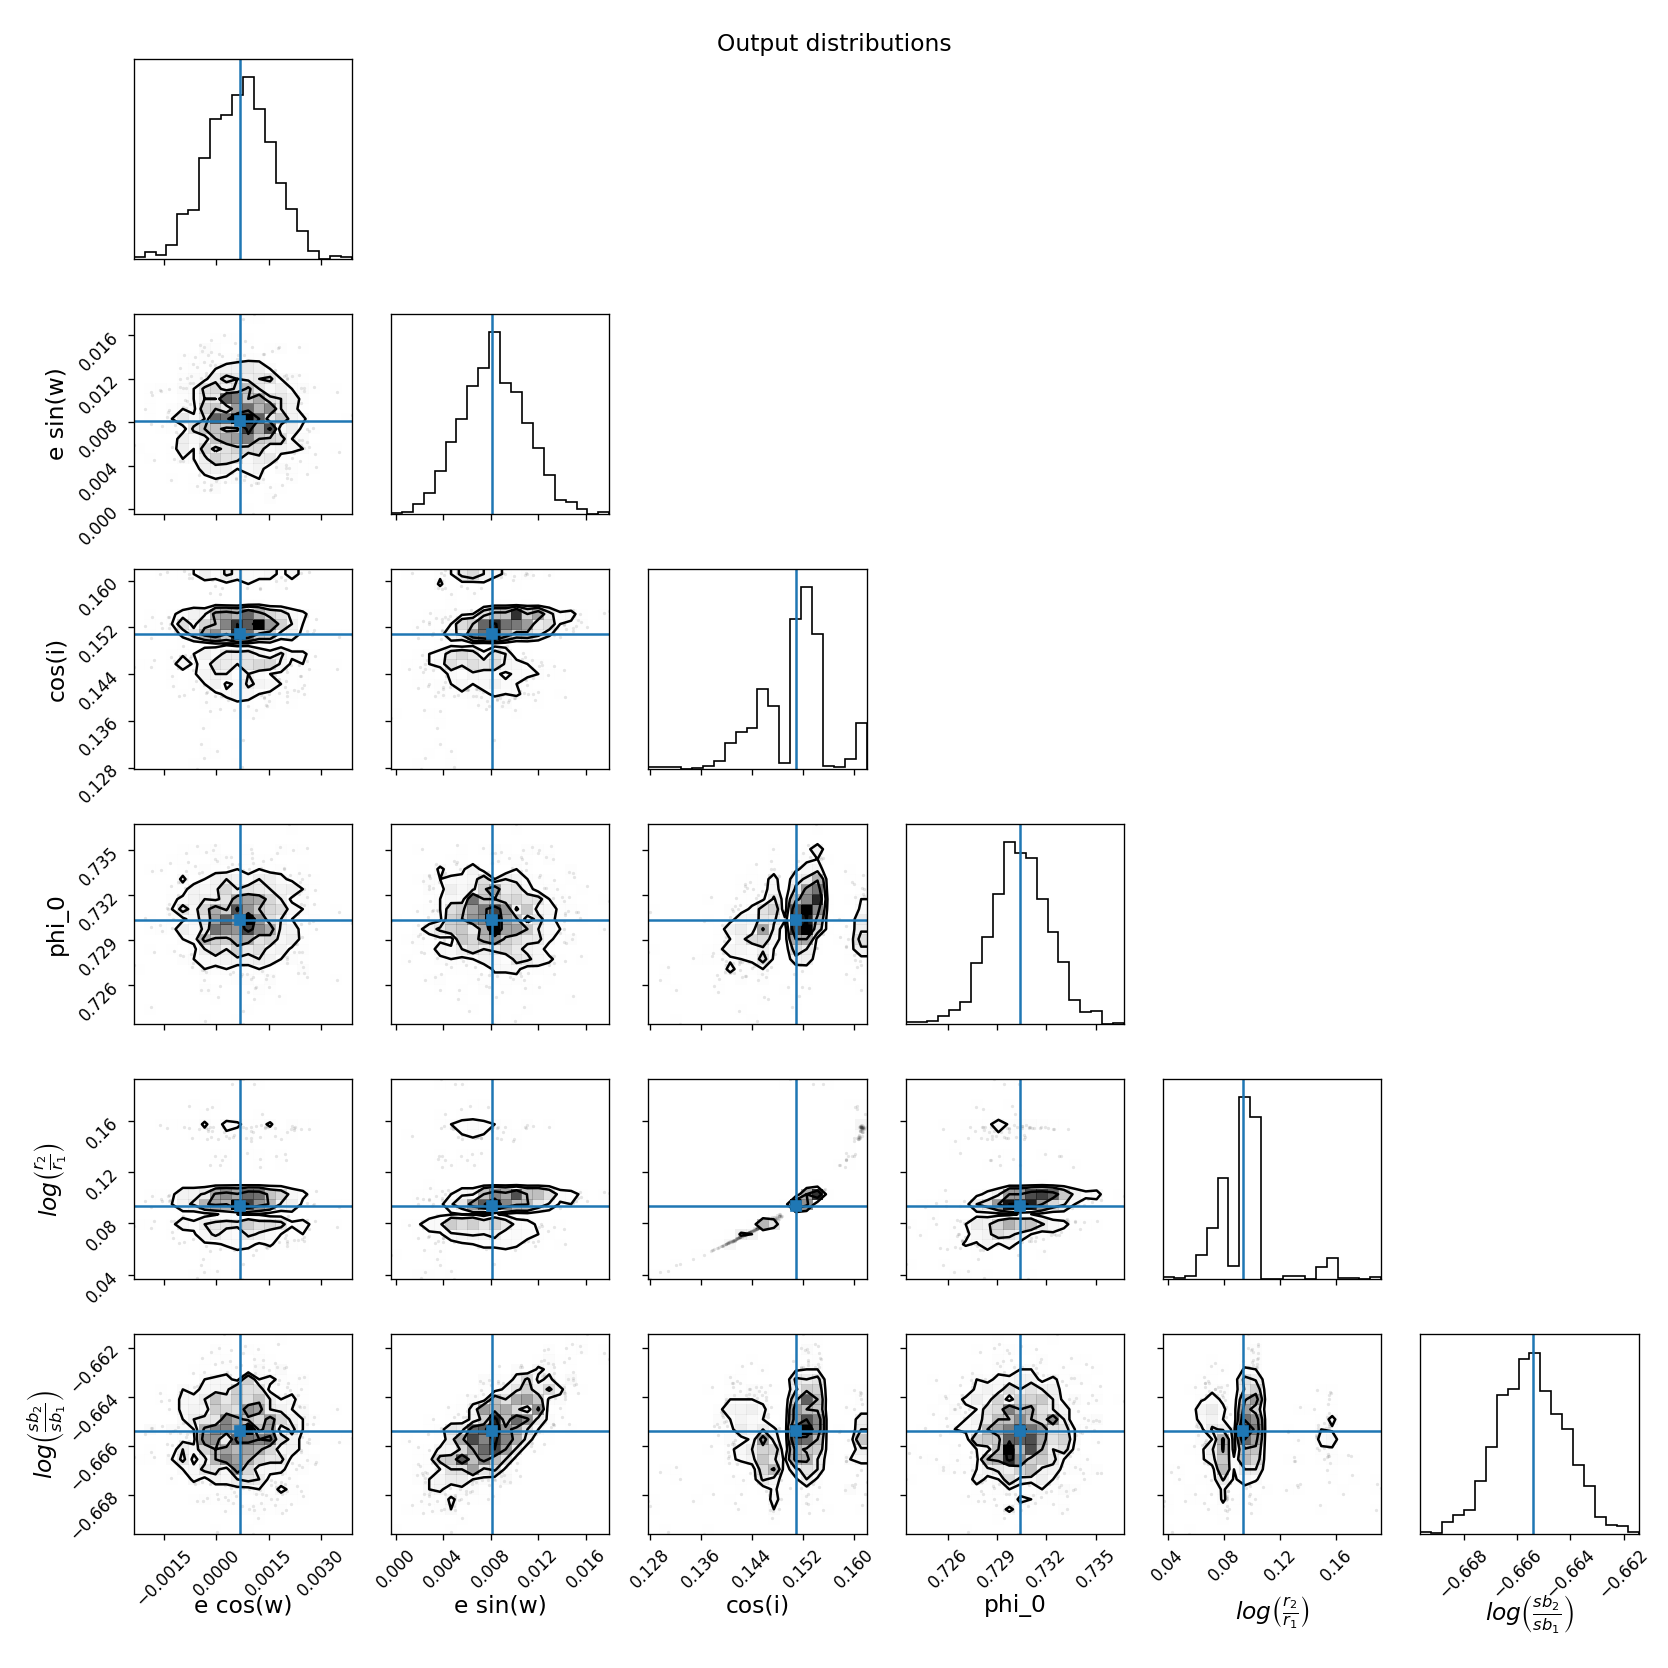 Output distributions
e sin(w)
0.016
0.012
0.008
0.004
0.000
cos(i)
0.160
0.152
0.144
0.136
0.128
phi_0
0.735
0.732
0.729
0.726
log(r₂/r₁)
0.16
0.12
0.08
0.04
log(sb₂/sb₁)
−0.662
−0.664
−0.666
−0.668
−0.0015 0.0000 0.0015 0.0030 0.000 0.004 0.008 0.012 0.016 0.128 0.136 0.144 0.152 0.160 0.726 0.729 0.732 0.735 0.04 0.08 0.12 0.16 −0.668 −0.666 −0.664 −0.662
e cos(w) e sin(w) cos(i) phi_0 log(r₂/r₁) log(sb₂/sb₁)